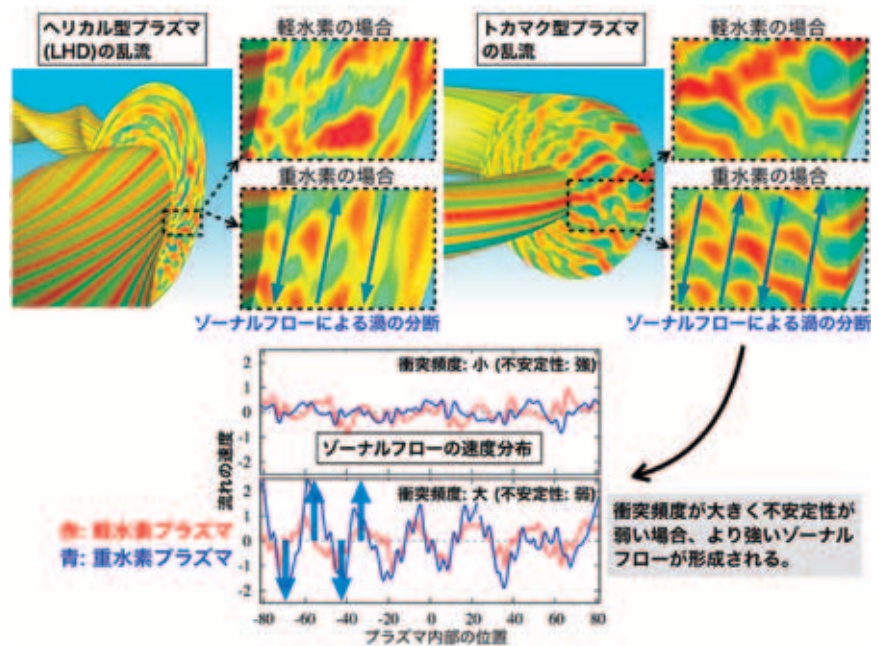 ヘリカル型プラズマ
(LHD)の乱流
軽水素の場合
重水素の場合
ゾーナルフローによる渦の分断
トカマク型プラズマ
の乱流
軽水素の場合
重水素の場合
ゾーナルフローによる渦の分断
衝突頻度: 小 (不安定性: 強)
2
1
0
-1
-2
ゾーナルフローの速度分布
流れの速度
衝突頻度: 大 (不安定性: 弱)
2
1
0
-1
-2
赤: 軽水素プラズマ
青: 重水素プラズマ
-80 -60 -40 -20 0 20 40 60 80
プラズマ内部の位置
衝突頻度が大きく不安定性が
弱い場合、より強いゾーナル
フローが形成される。